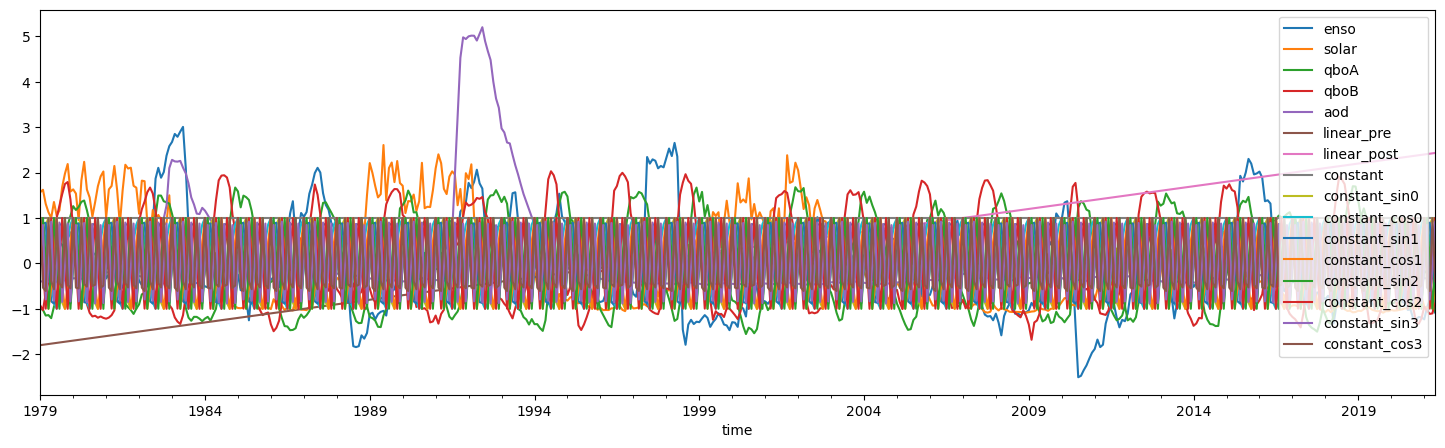 5
4
3
2
1
0
−1
−2
1979
1984
1989
1994
1999
2004
2009
2014
2019
time
enso
solar
qboA
qboB
aod
linear_pre
linear_post
constant
constant_sin0
constant_cos0
constant_sin1
constant_cos1
constant_sin2
constant_cos2
constant_sin3
constant_cos3